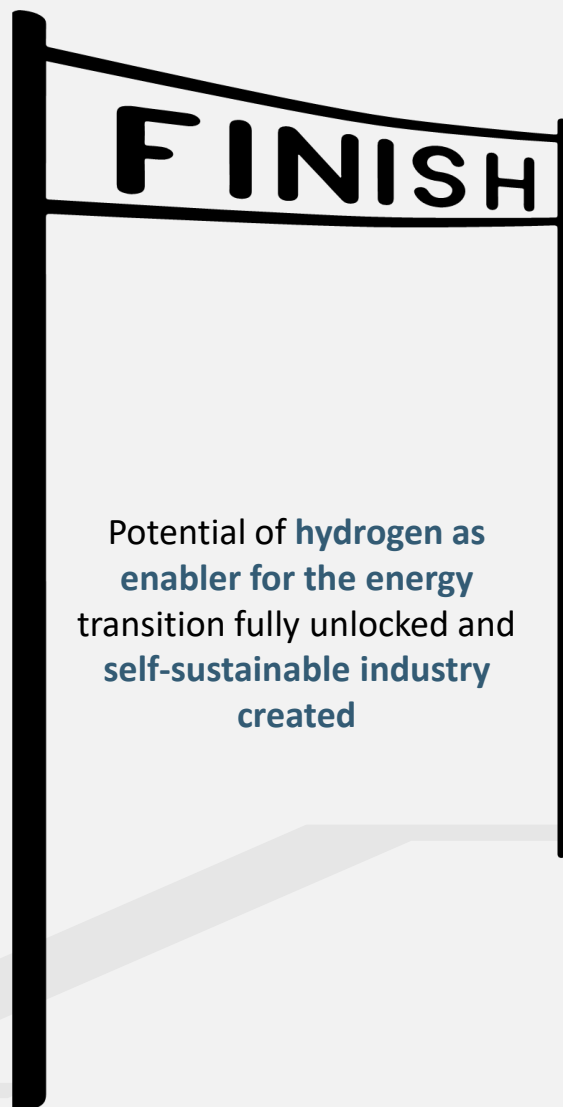 FINISH
Potential of hydrogen as
enabler for the energy
transition fully unlocked and
self-sustainable industry
created